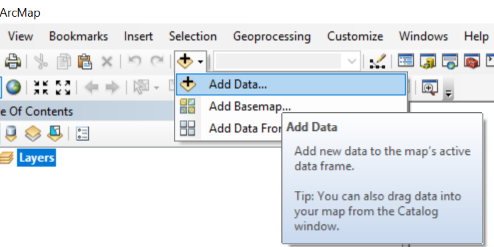 ArcMap
View Bookmarks Insert Selection Geoprocessing Customize Windows Help
Add Data...
e Of Contents
Add Basemap...
Add Data Fro
Layers
Add Data
Add new data to the map's active
data frame.
Tip: You can also drag data into
your map from the Catalog
window.